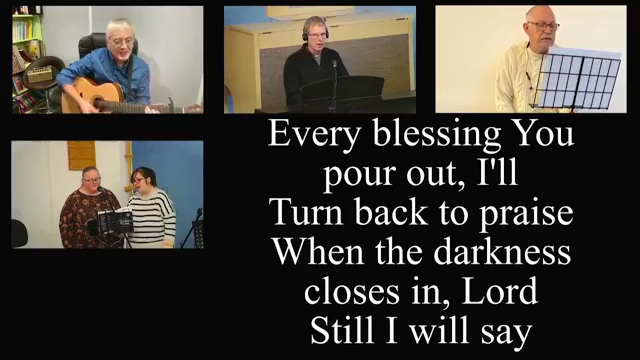 Every blessing You
pour out, I'll
Turn back to praise
When the darkness
closes in, Lord
Still I will say